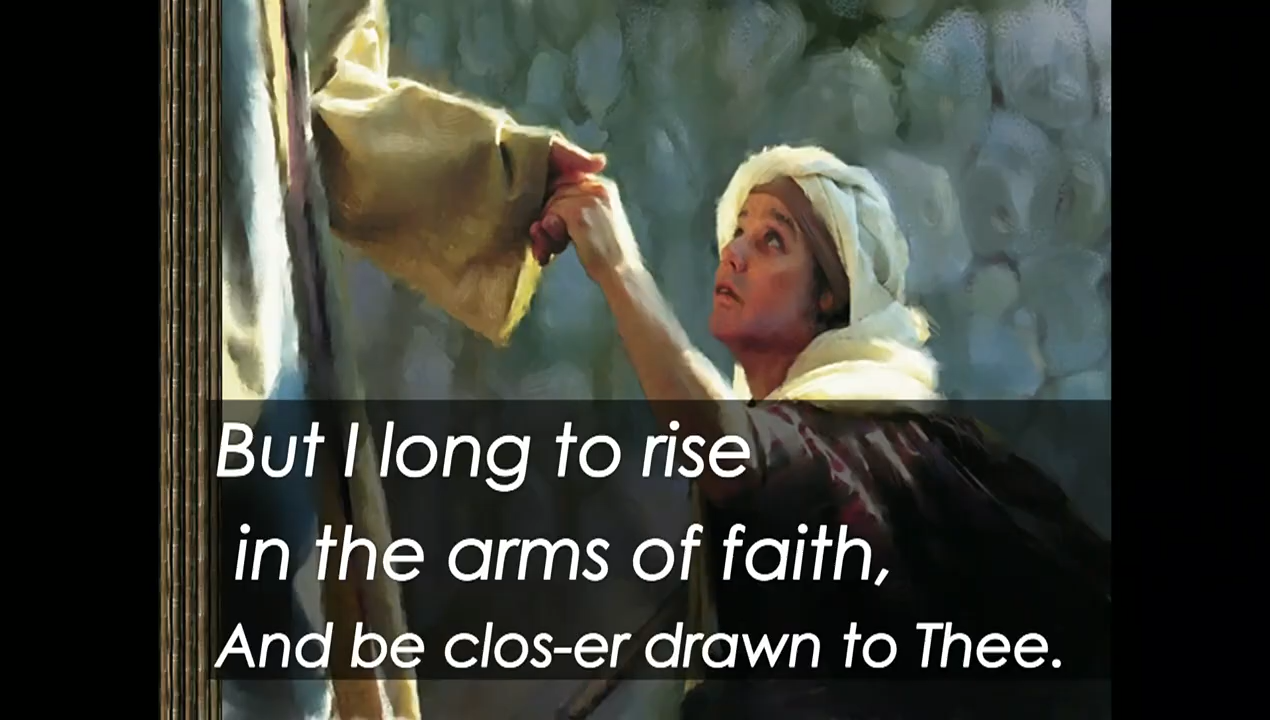 But I long to rise
in the arms of faith,
And be clos-er drawn to Thee.